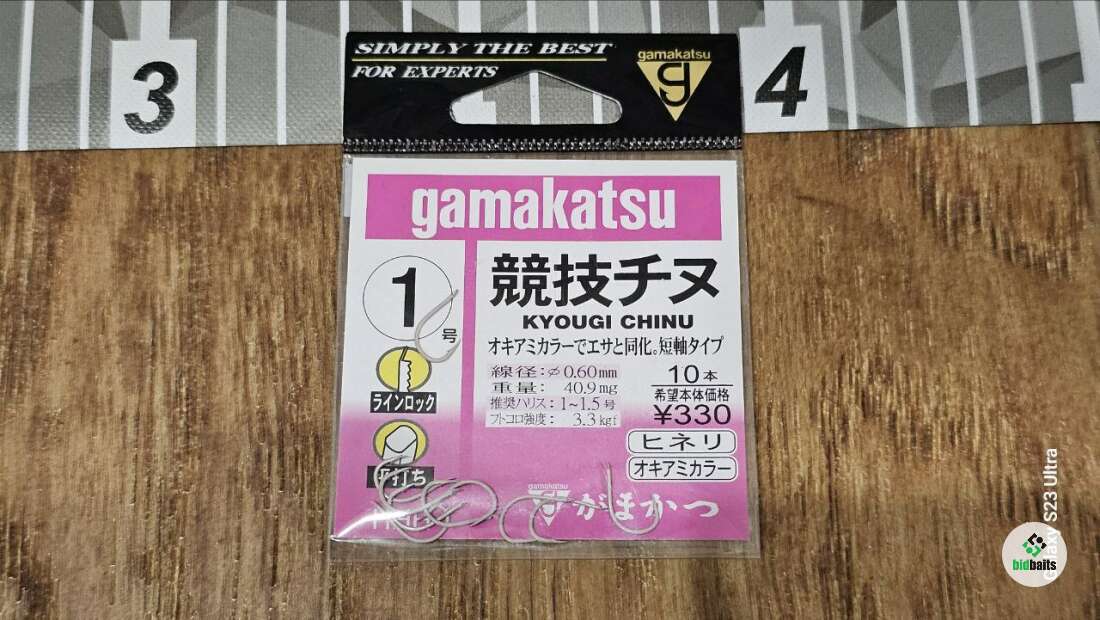 3
4
SIMPLY THE BEST
FOR EXPERTS
gamakatsu
gamakatsu
1
号
競技チヌ
KYOUGI CHINU
オキアミカラーでエサと同化。短軸タイプ
線径:φ0.60mm
重量: 40.9mg
推奨ハリス:1~1.5号
フトコロ強度: 3.3kgf
10本
希望本体価格
¥330
ラインロック
ヒネリ
オキアミカラー
打ち
gamakatsu
がまかつ
Galaxy S23 Ultra
bidbaits